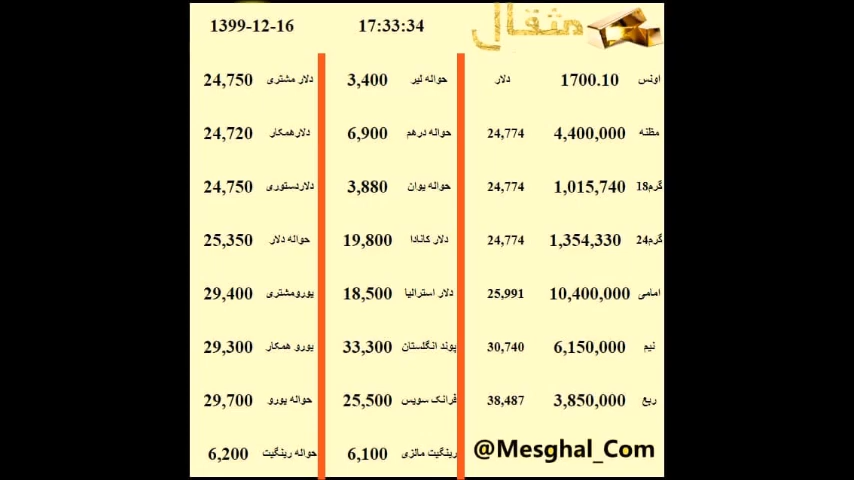 مثقال 17:33:34 1399-12-16
اونس 1700.10 دلار حواله لیر 3,400 دلار مشتری 24,750
مظنه 4,400,000 24,774 حواله درهم 6,900 دلارهمکار 24,720
گرم18 1,015,740 24,774 حواله یوان 3,880 دلاردستوری 24,750
گرم24 1,354,330 24,774 دلار کانادا 19,800 حواله دلار 25,350
امامی 10,400,000 25,991 دلار استرالیا 18,500 یورومشتری 29,400
نیم 6,150,000 30,740 پوند انگلستان 33,300 یورو همکار 29,300
ربع 3,850,000 38,487 فرانک سویس 25,500 حواله یورو 29,700
@Mesghal_Com رینگیت مالزی 6,100 حواله رینگیت 6,200